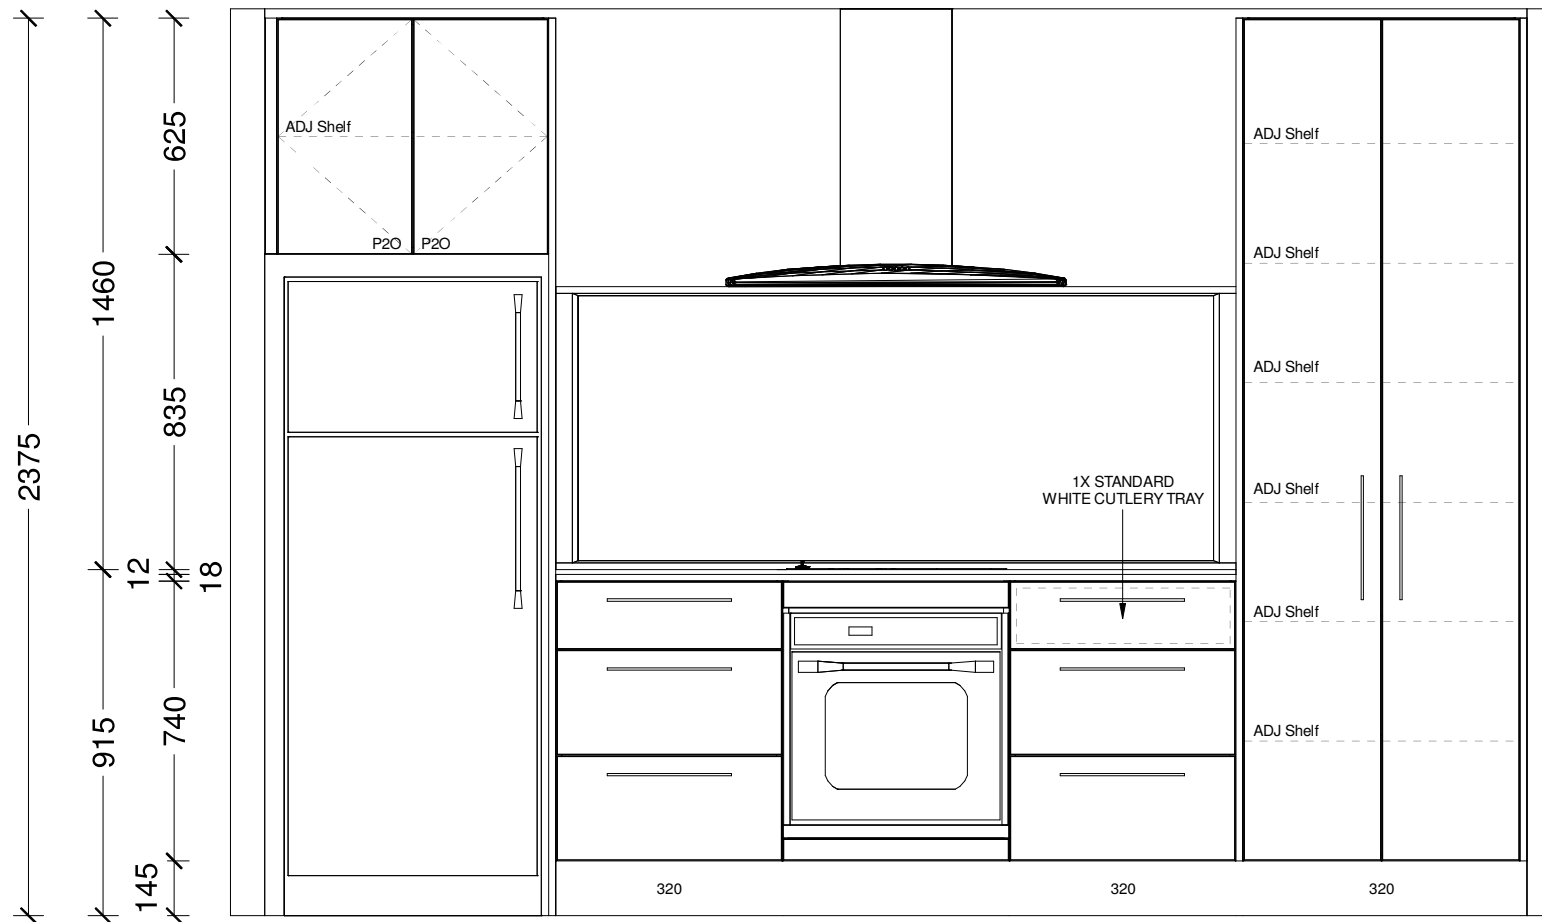 ADJ Shelf
P2O
P2O
ADJ Shelf
ADJ Shelf
ADJ Shelf
ADJ Shelf
ADJ Shelf
ADJ Shelf
1X STANDARD
WHITE CUTLERY TRAY
2375
1460
915
625
835
12
18
740
145
320
320
320